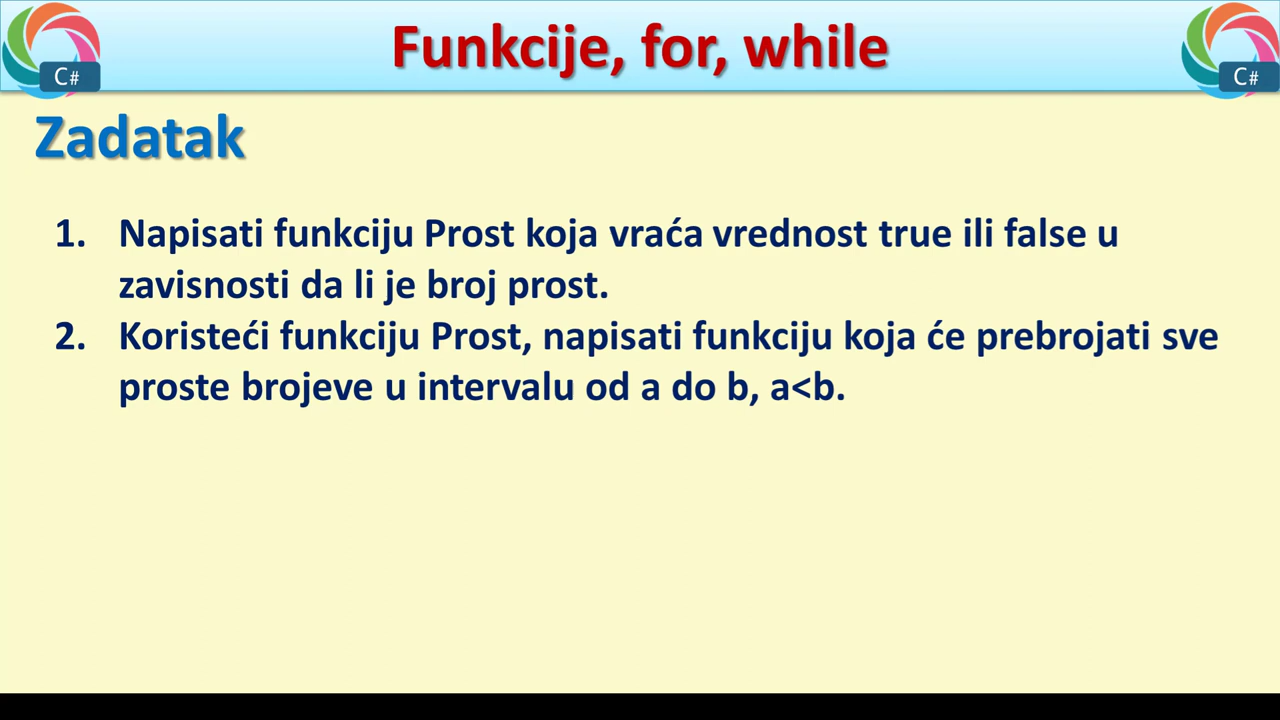 Funkcije, for, while
C#
C#
Zadatak
1. Napisati funkciju Prost koja vraća vrednost true ili false u
zavisnosti da li je broj prost.
2. Koristeći funkciju Prost, napisati funkciju koja će prebrojati sve
proste brojeve u intervalu od a do b, a<b.